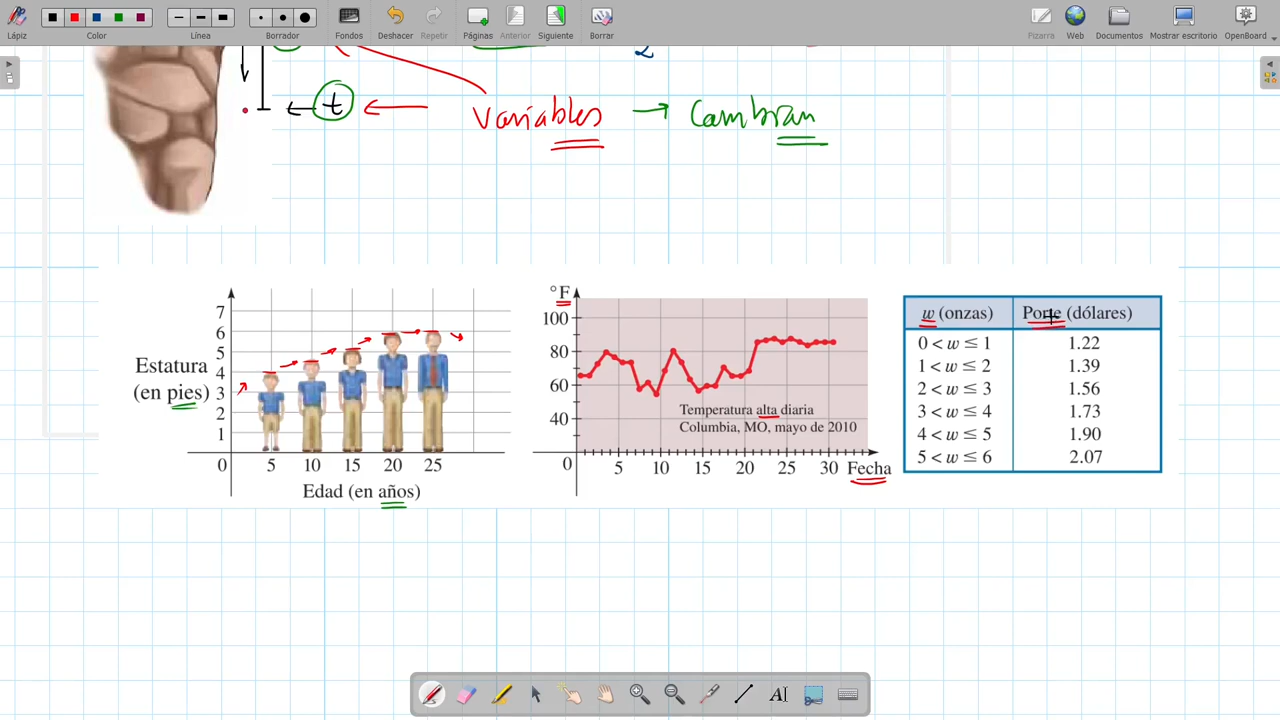 Lápiz Color Línea Borrador Fondos Deshacer Repetir Páginas Anterior Siguiente Borrar Pizarra Web Documentos Mostrar escritorio OpenBoard
2
t ← variables → Cambian
Estatura
(en pies)
7
6
5
4
3
2
1
0 5 10 15 20 25
Edad (en años)
°F
100
80
60
40
Temperatura alta diaria
Columbia, MO, mayo de 2010
0 5 10 15 20 25 30 Fecha
w (onzas) Porte (dólares)
0 < w ≤ 1 1.22
1 < w ≤ 2 1.39
2 < w ≤ 3 1.56
3 < w ≤ 4 1.73
4 < w ≤ 5 1.90
5 < w ≤ 6 2.07
AI